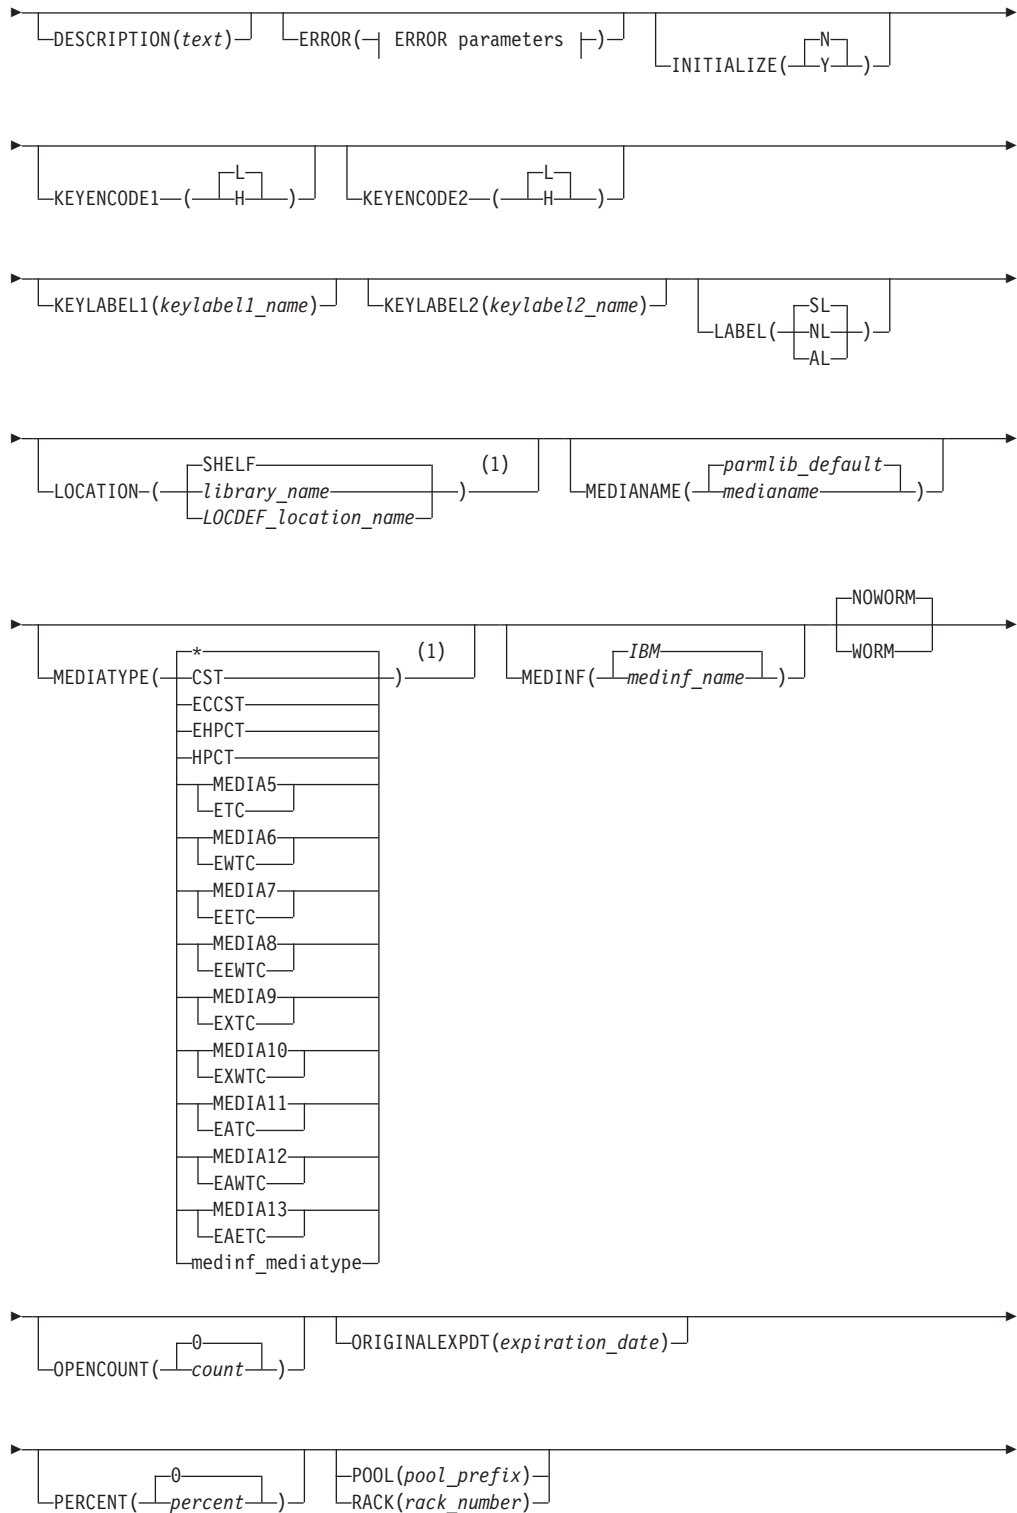 DESCRIPTION(text) ERROR( ERROR parameters ) INITIALIZE( N
Y )
KEYENCODE1 ( L
H ) KEYENCODE2 ( L
H )
KEYLABEL1(keylabel1_name) KEYLABEL2(keylabel2_name) LABEL( SL
NL )
AL
LOCATION ( SHELF
library_name ) (1)
LOCDEF_location_name
MEDIANAME( parmlib_default
medianame )
MEDIATYPE( *
CST ) (1)
ECCST
EHPCT
HPCT
MEDIA5
ETC
MEDIA6
EWTC
MEDIA7
EETC
MEDIA8
EEWTC
MEDIA9
EXTC
MEDIA10
EXWTC
MEDIA11
EATC
MEDIA12
EAWTC
MEDIA13
EAETC
medinf_mediatype
MEDINF( IBM
medinf_name )
NOWORM
WORM
OPENCOUNT( 0
count ) ORIGINALEXPDT(expiration_date)
PERCENT( 0
percent ) POOL(pool_prefix)
RACK(rack_number)